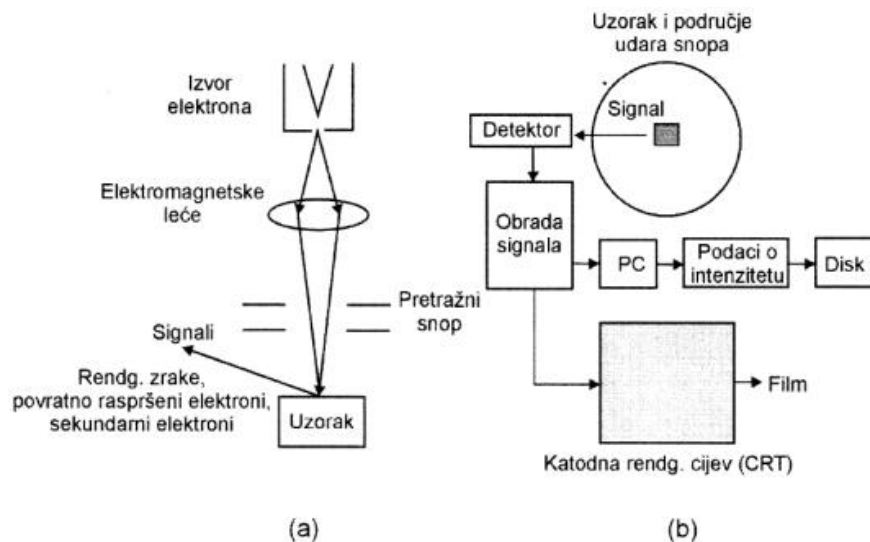 Izvor
elektrona
Elektromagnetske
leće
Pretražni
snop
Signali
Rendg. zrake,
povratno raspršeni elektroni,
sekundarni elektroni
Uzorak
(a)
Uzorak i područje
udara snopa
Signal
Detektor
Obrada
signala
PC
Podaci o
intenzitetu
Disk
Film
Katodna rendg. cijev (CRT)
(b)